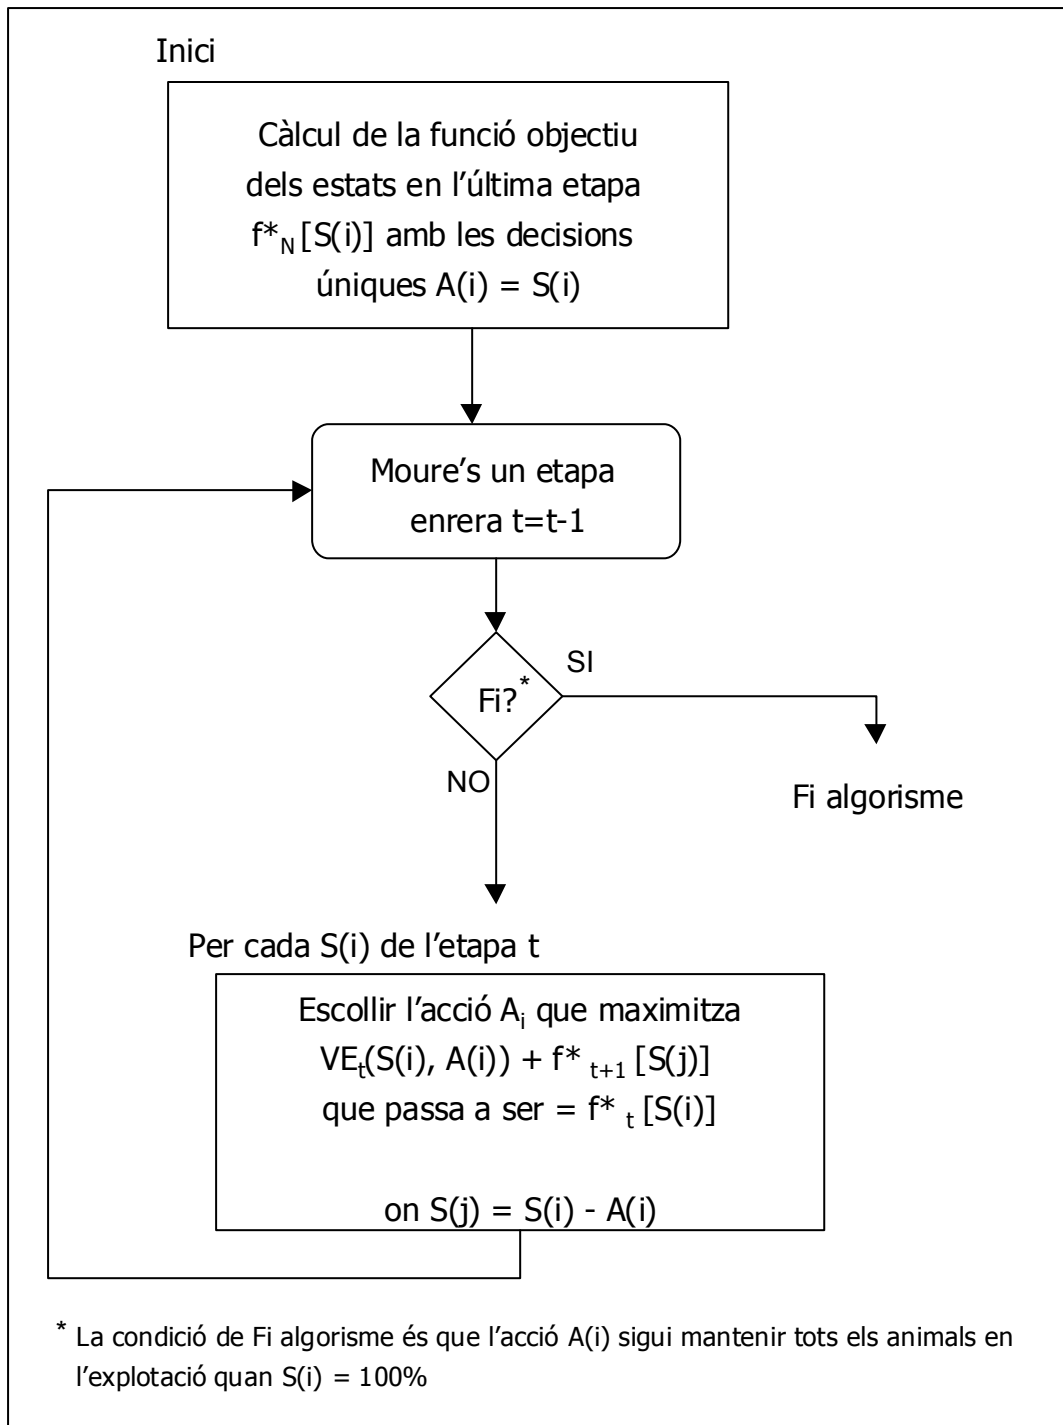 Inici
Càlcul de la funció objectiu
dels estats en l’última etapa
f*N [S(i)] amb les decisions
úniques A(i) = S(i)
Moure’s un etapa
enrera t=t-1
Fi?*
SI
NO
Fi algorisme
Per cada S(i) de l’etapa t
Escollir l’acció Ai que maximitza
VEt(S(i), A(i)) + f* t+1 [S(j)]
que passa a ser = f* t [S(i)]
on S(j) = S(i) - A(i)
* La condició de Fi algorisme és que l’acció A(i) sigui mantenir tots els animals en
l’explotació quan S(i) = 100%